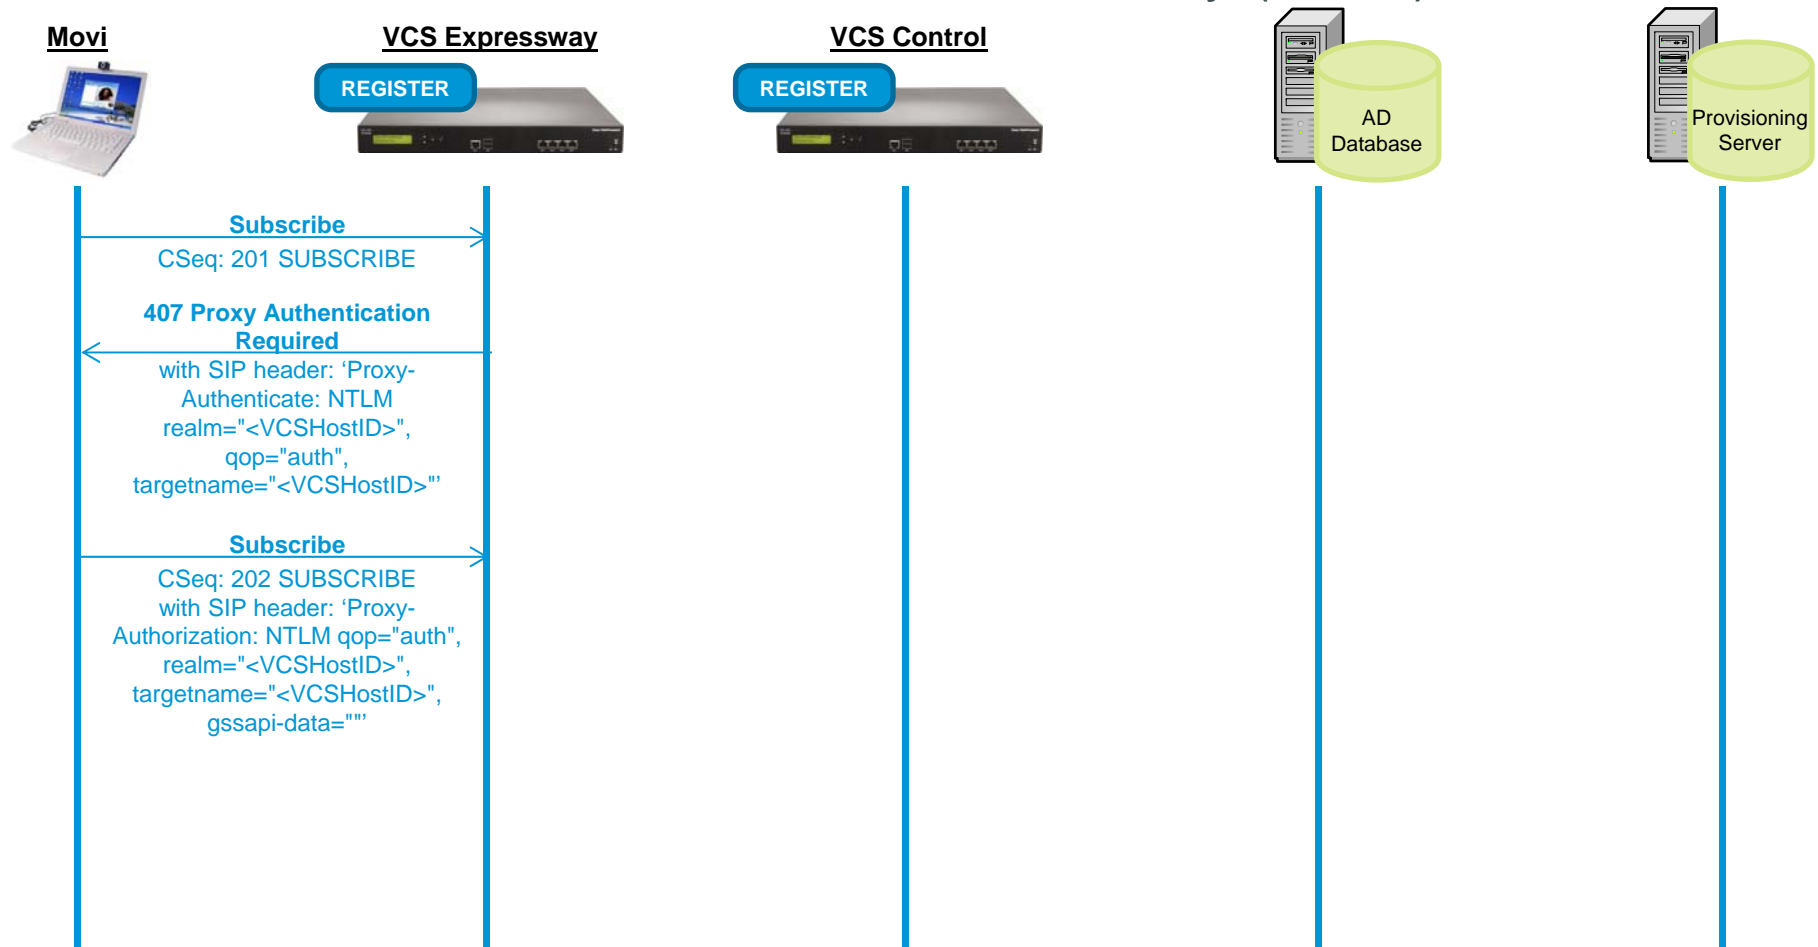 Movi
VCS Expressway
VCS Control
REGISTER
REGISTER
AD
Database
Provisioning
Server
Subscribe
CSeq: 201 SUBSCRIBE
407 Proxy Authentication
Required
with SIP header: ‘Proxy-
Authenticate: NTLM
realm="<VCSHostID>",
qop="auth",
targetname="<VCSHostID>"’
Subscribe
CSeq: 202 SUBSCRIBE
with SIP header: ‘Proxy-
Authorization: NTLM qop="auth",
realm="<VCSHostID>",
targetname="<VCSHostID>",
gssapi-data=""’